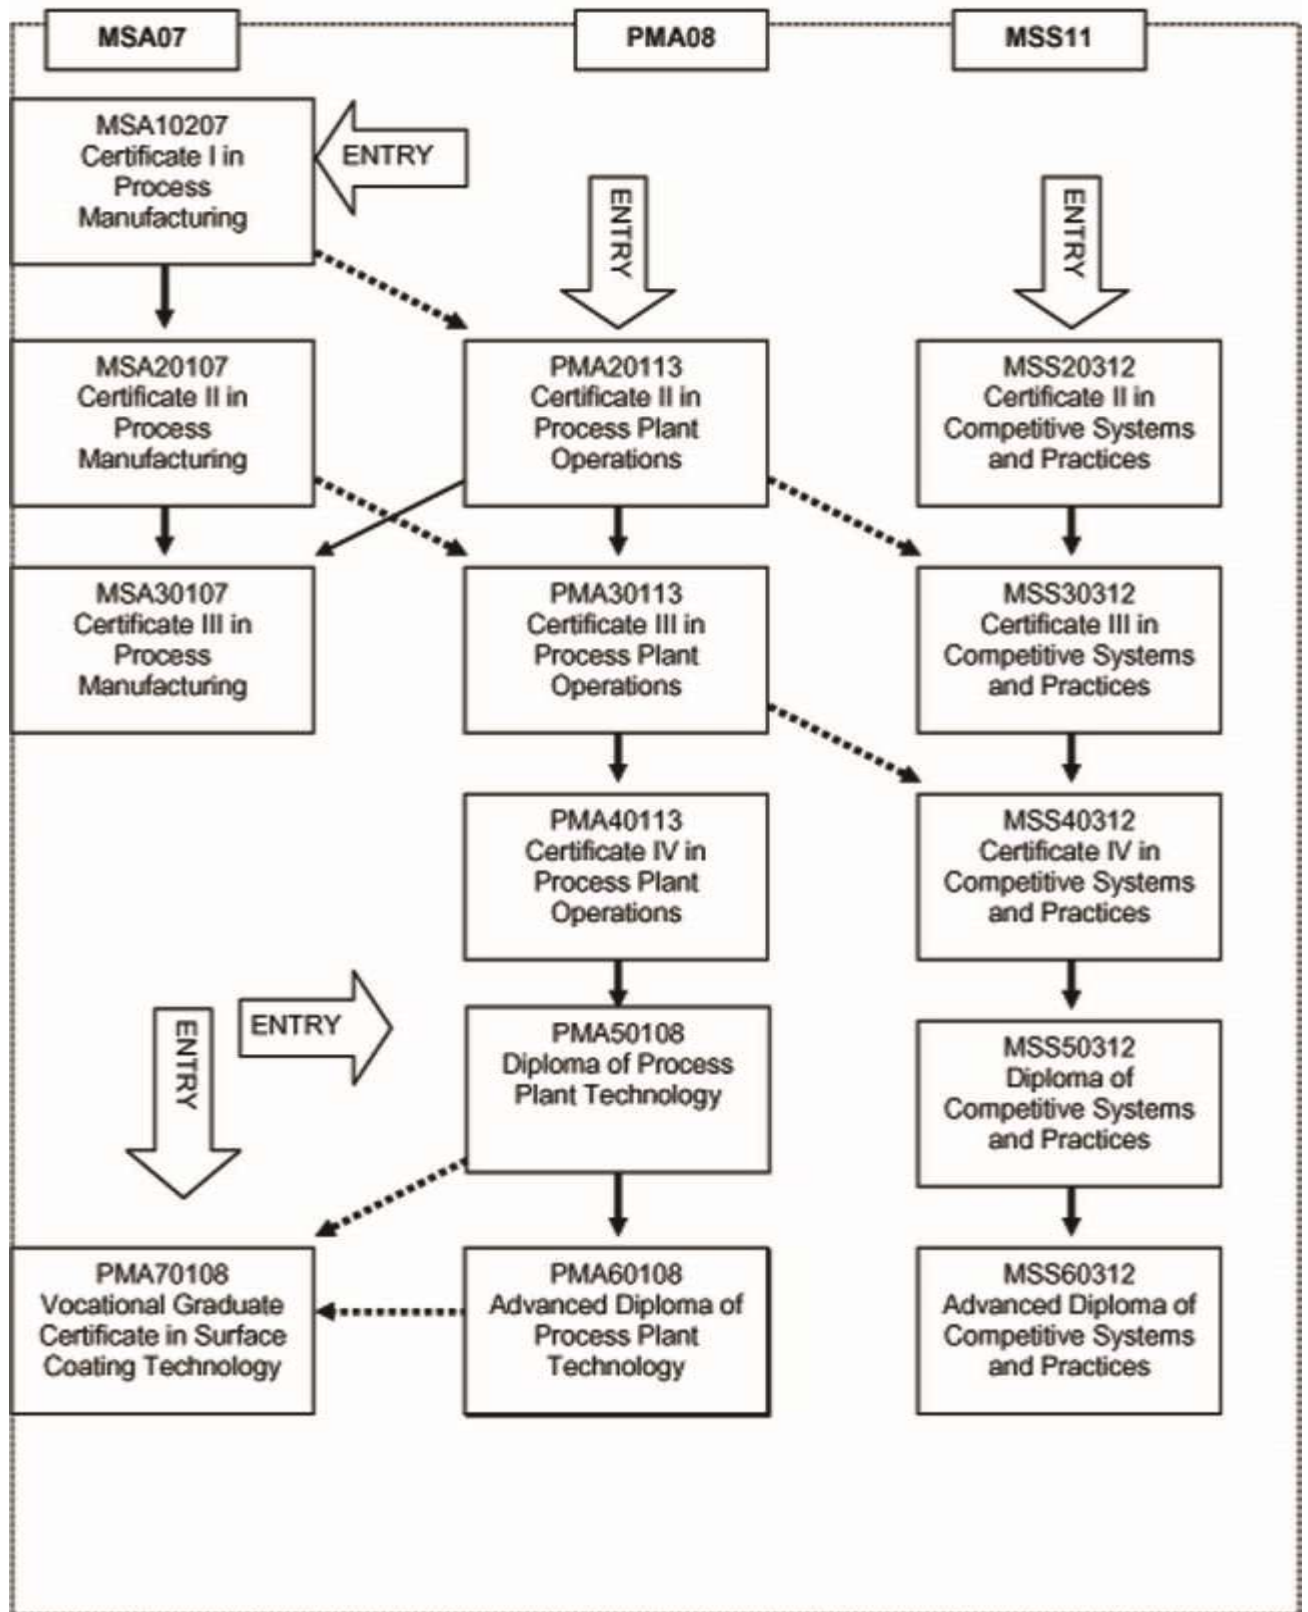 MSA07
PMA08
MSS11
MSA10207
Certificate I in
Process
Manufacturing
ENTRY
ENTRY
ENTRY
MSA20107
Certificate II in
Process
Manufacturing
PMA20113
Certificate II in
Process Plant
Operations
MSS20312
Certificate II in
Competitive Systems
and Practices
MSA30107
Certificate III in
Process
Manufacturing
PMA30113
Certificate III in
Process Plant
Operations
MSS30312
Certificate III in
Competitive Systems
and Practices
PMA40113
Certificate IV in
Process Plant
Operations
MSS40312
Certificate IV in
Competitive Systems
and Practices
ENTRY
ENTRY
PMA50108
Diploma of Process
Plant Technology
MSS50312
Diploma of
Competitive Systems
and Practices
PMA70108
Vocational Graduate
Certificate in Surface
Coating Technology
PMA60108
Advanced Diploma of
Process Plant
Technology
MSS60312
Advanced Diploma of
Competitive Systems
and Practices